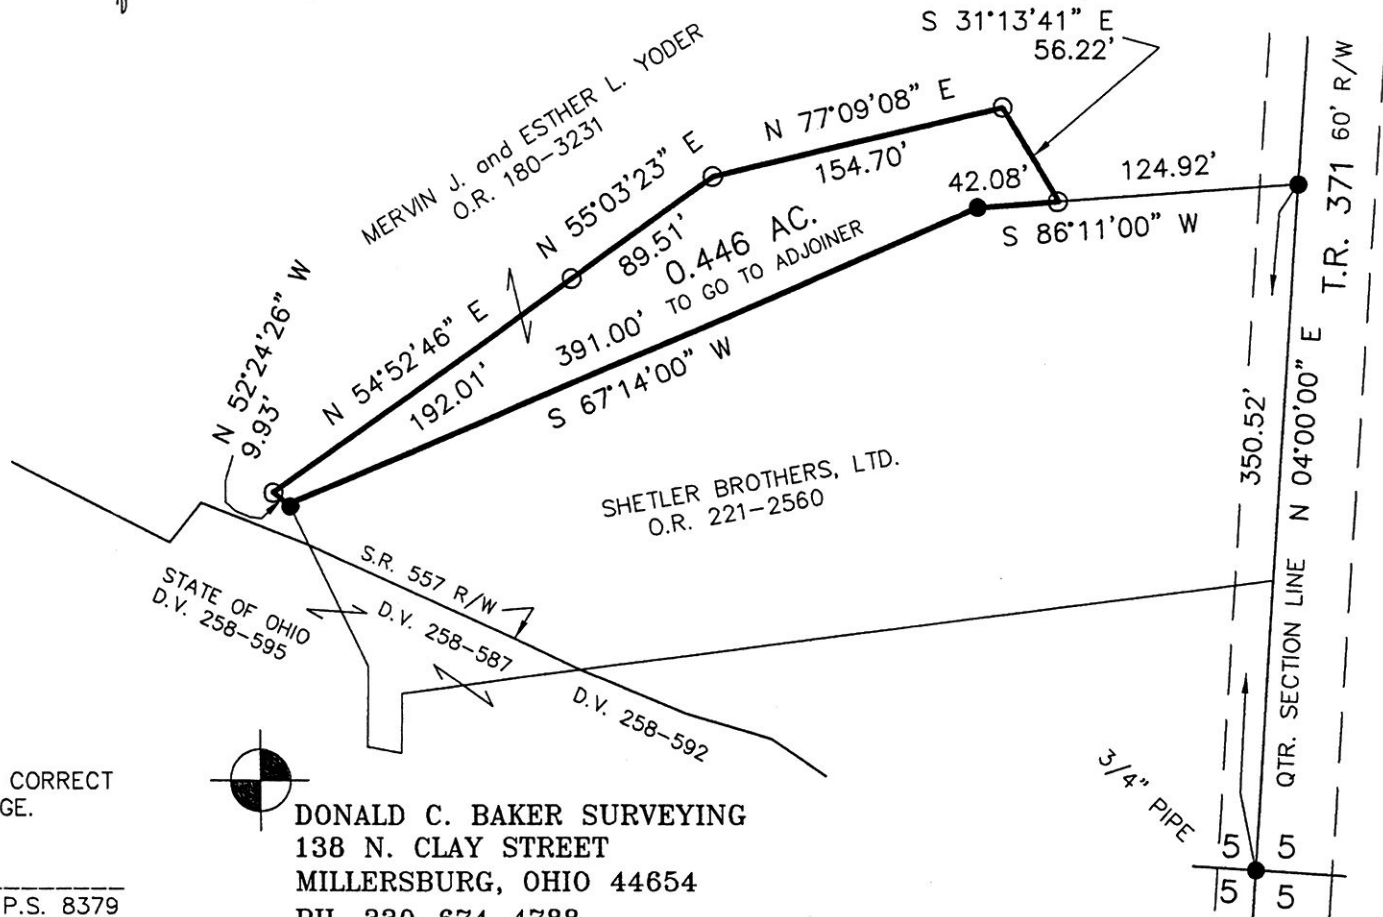 S 31°13'41" E
56.22'
MERVIN J. and ESTHER L. YODER
O.R. 180-3231
N 77°09'08" E
154.70'
N 55°03'23" E
89.51'
42.08'
124.92'
S 86°11'00" W
0.446 AC.
TO GO TO ADJOINER
T.R. 371 60' R/W
N 52°24'26" W
9.93'
N 54°52'46" E
192.01'
391.00'
S 67°14'00" W
350.52'
QTR. SECTION LINE N 04°00'00" E
SHETLER BROTHERS, LTD.
O.R. 221-2560
S.R. 557 R/W
STATE OF OHIO
D.V. 258-595
D.V. 258-587
D.V. 258-592
3/4" PIPE
5 5
5 5
CORRECT
GE.
P.S. 8379
DONALD C. BAKER SURVEYING
138 N. CLAY STREET
MILLERSBURG, OHIO 44654
PH. 330-674-4788